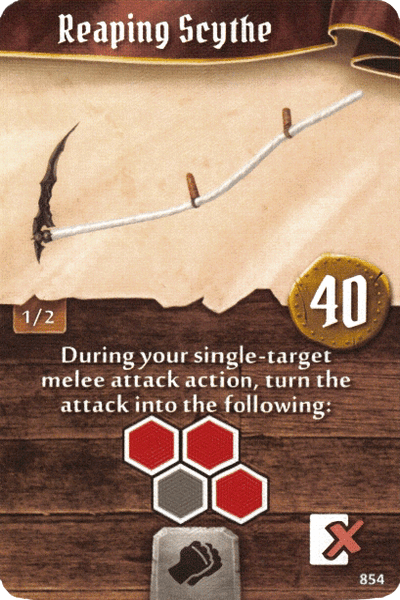 Reaping Scythe
40
1/2
During your single-target
melee attack action, turn the
attack into the following:
854